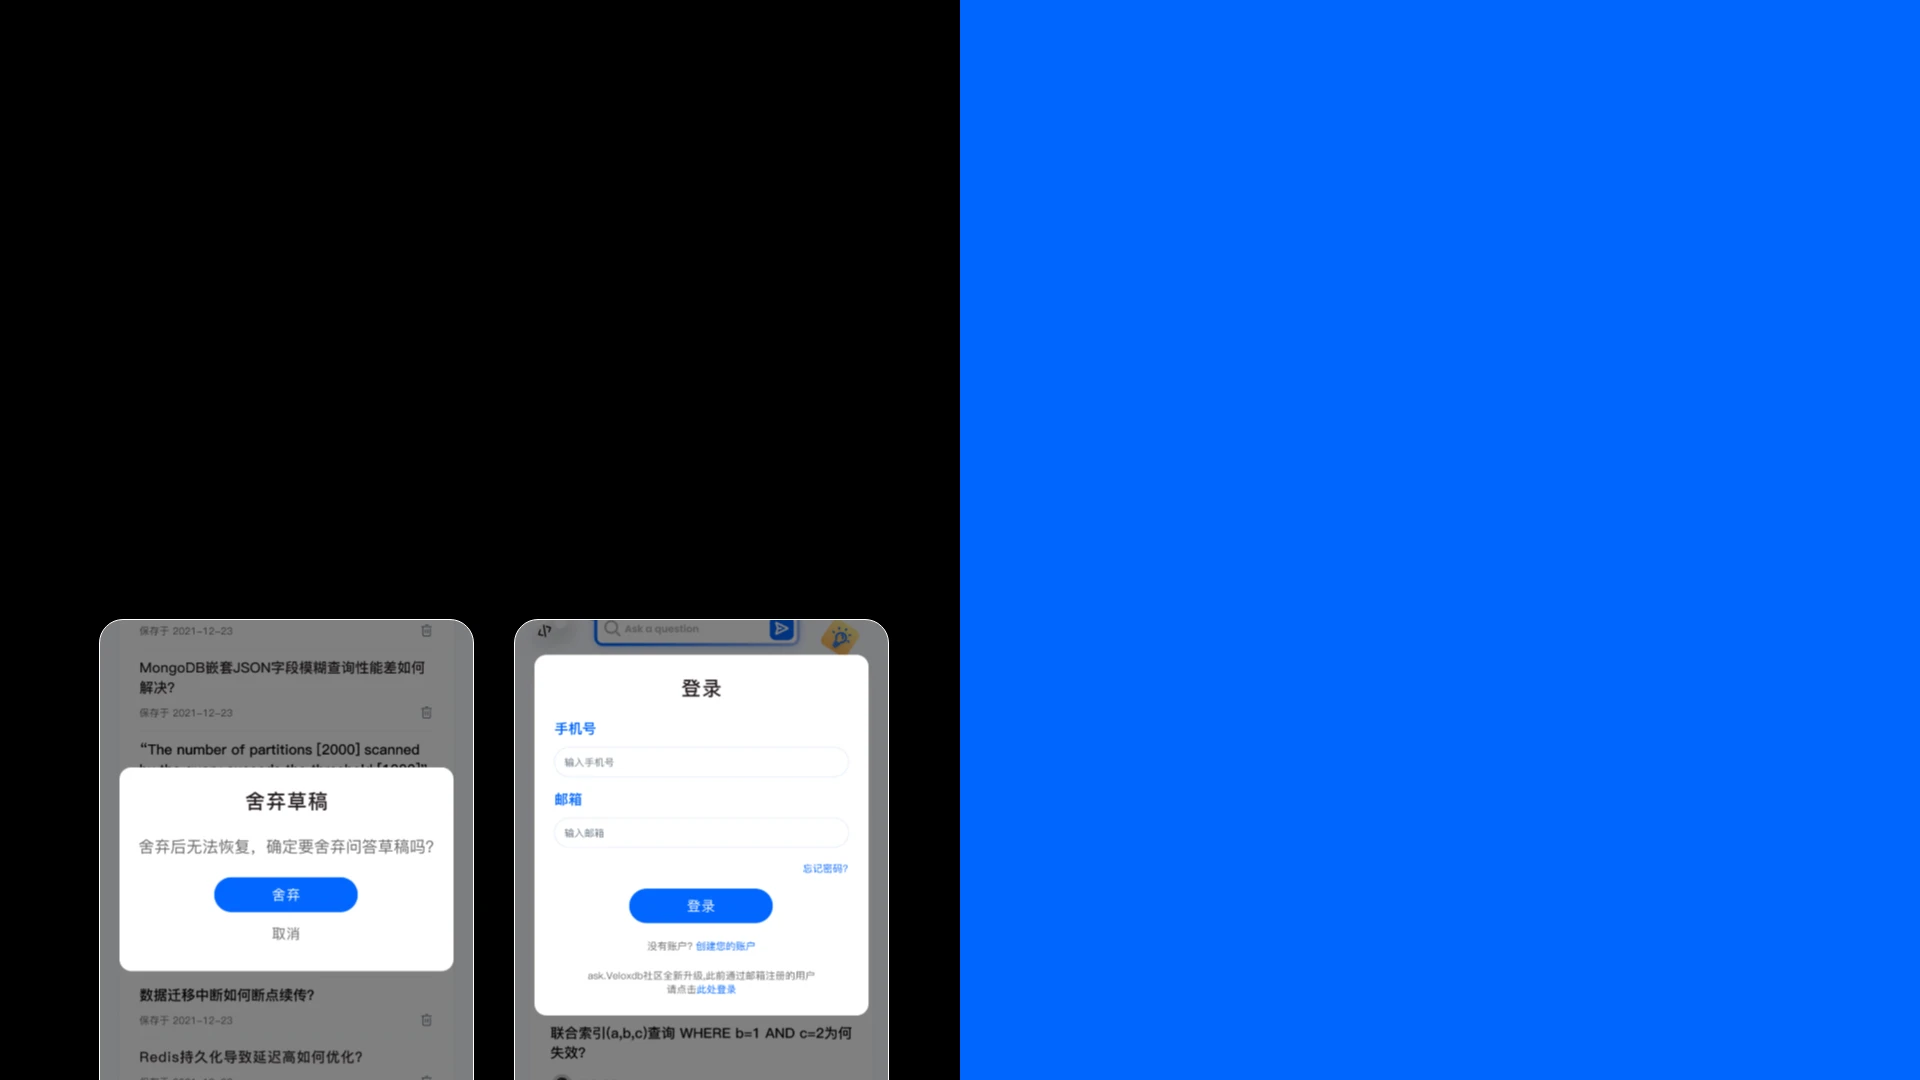 保存于 2021-12-23
MongoDB嵌套JSON字段模糊查询性能差如何
解决?
保存于 2021-12-23
“The number of partitions [2000] scanned
舍弃草稿
舍弃后无法恢复，确定要舍弃问答草稿吗?
舍弃
取消
数据迁移中断如何断点续传?
保存于 2021-12-23
Redis持久化导致延迟高如何优化?
Ask a question
登录
手机号
输入手机号
邮箱
输入邮箱
忘记密码?
登录
没有账户? 创建您的账户
ask.Veloxdb社区全新升级,此前通过邮箱注册的用户
请点击此处登录
联合索引(a,b,c)查询 WHERE b=1 AND c=2为何
失效?